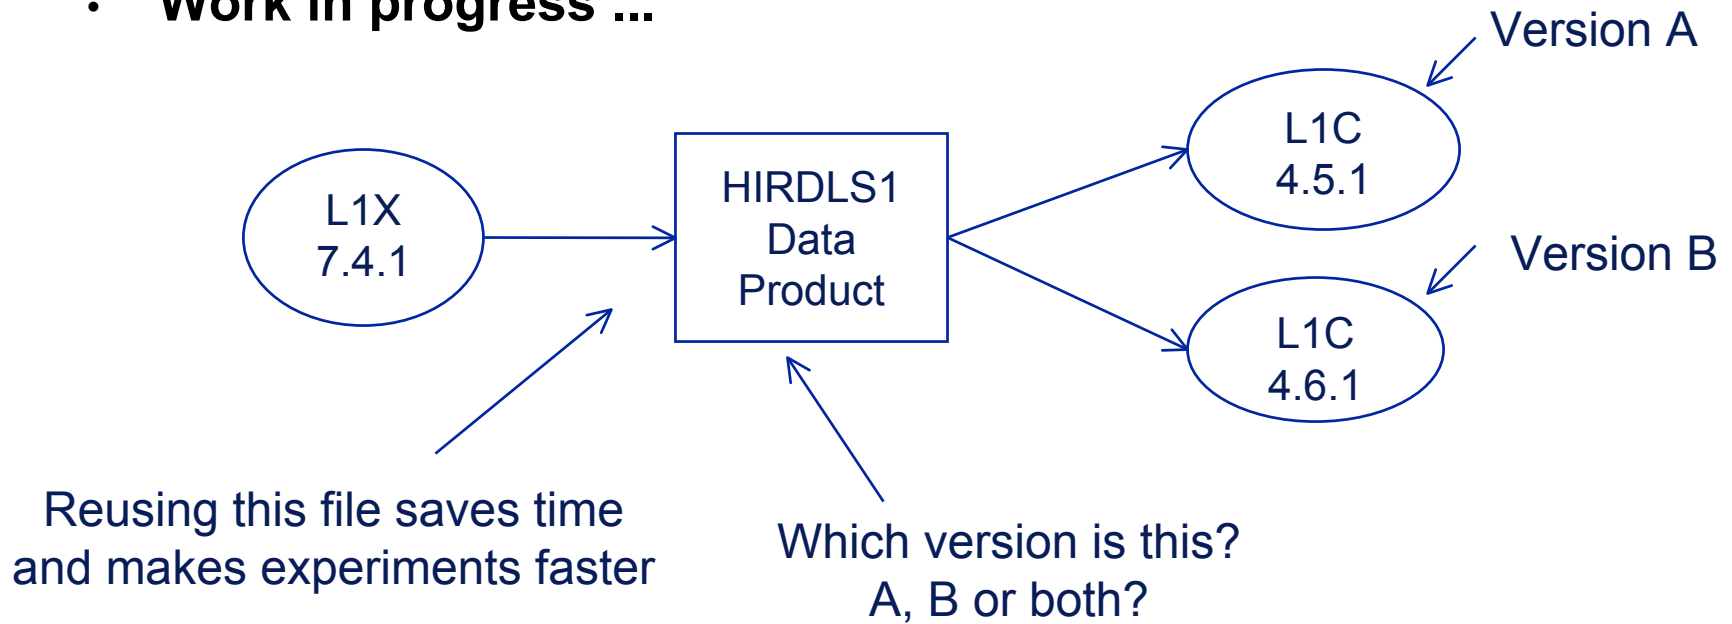 • Work in progress ...
Version A
L1C
4.5.1
L1X
7.4.1
HIRDLS1
Data
Product
Version B
L1C
4.6.1
Reusing this file saves time
and makes experiments faster
Which version is this?
A, B or both?